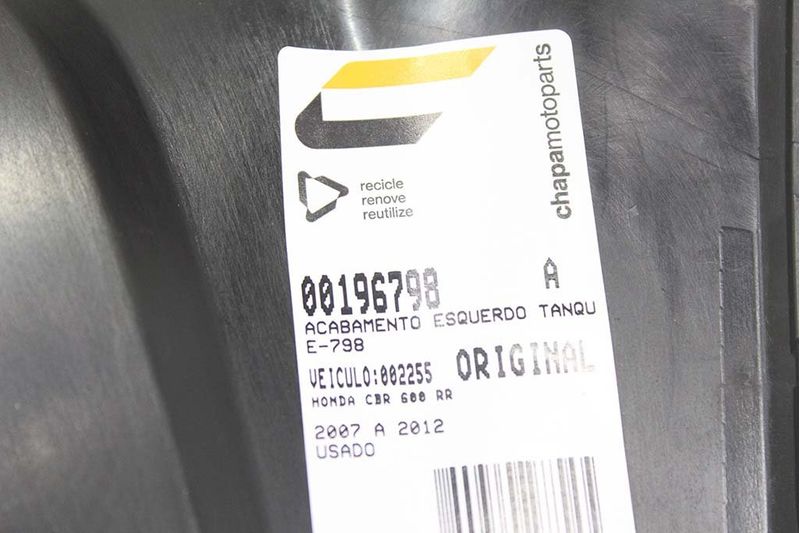 chapamotoparts
recicle
renove
reutilize
00196798 A
ACABAMENTO ESQUERDO TANQU
E-798
VEICULO:002255 ORIGINAL
HONDA CBR 600 RR
2007 A 2012
USADO